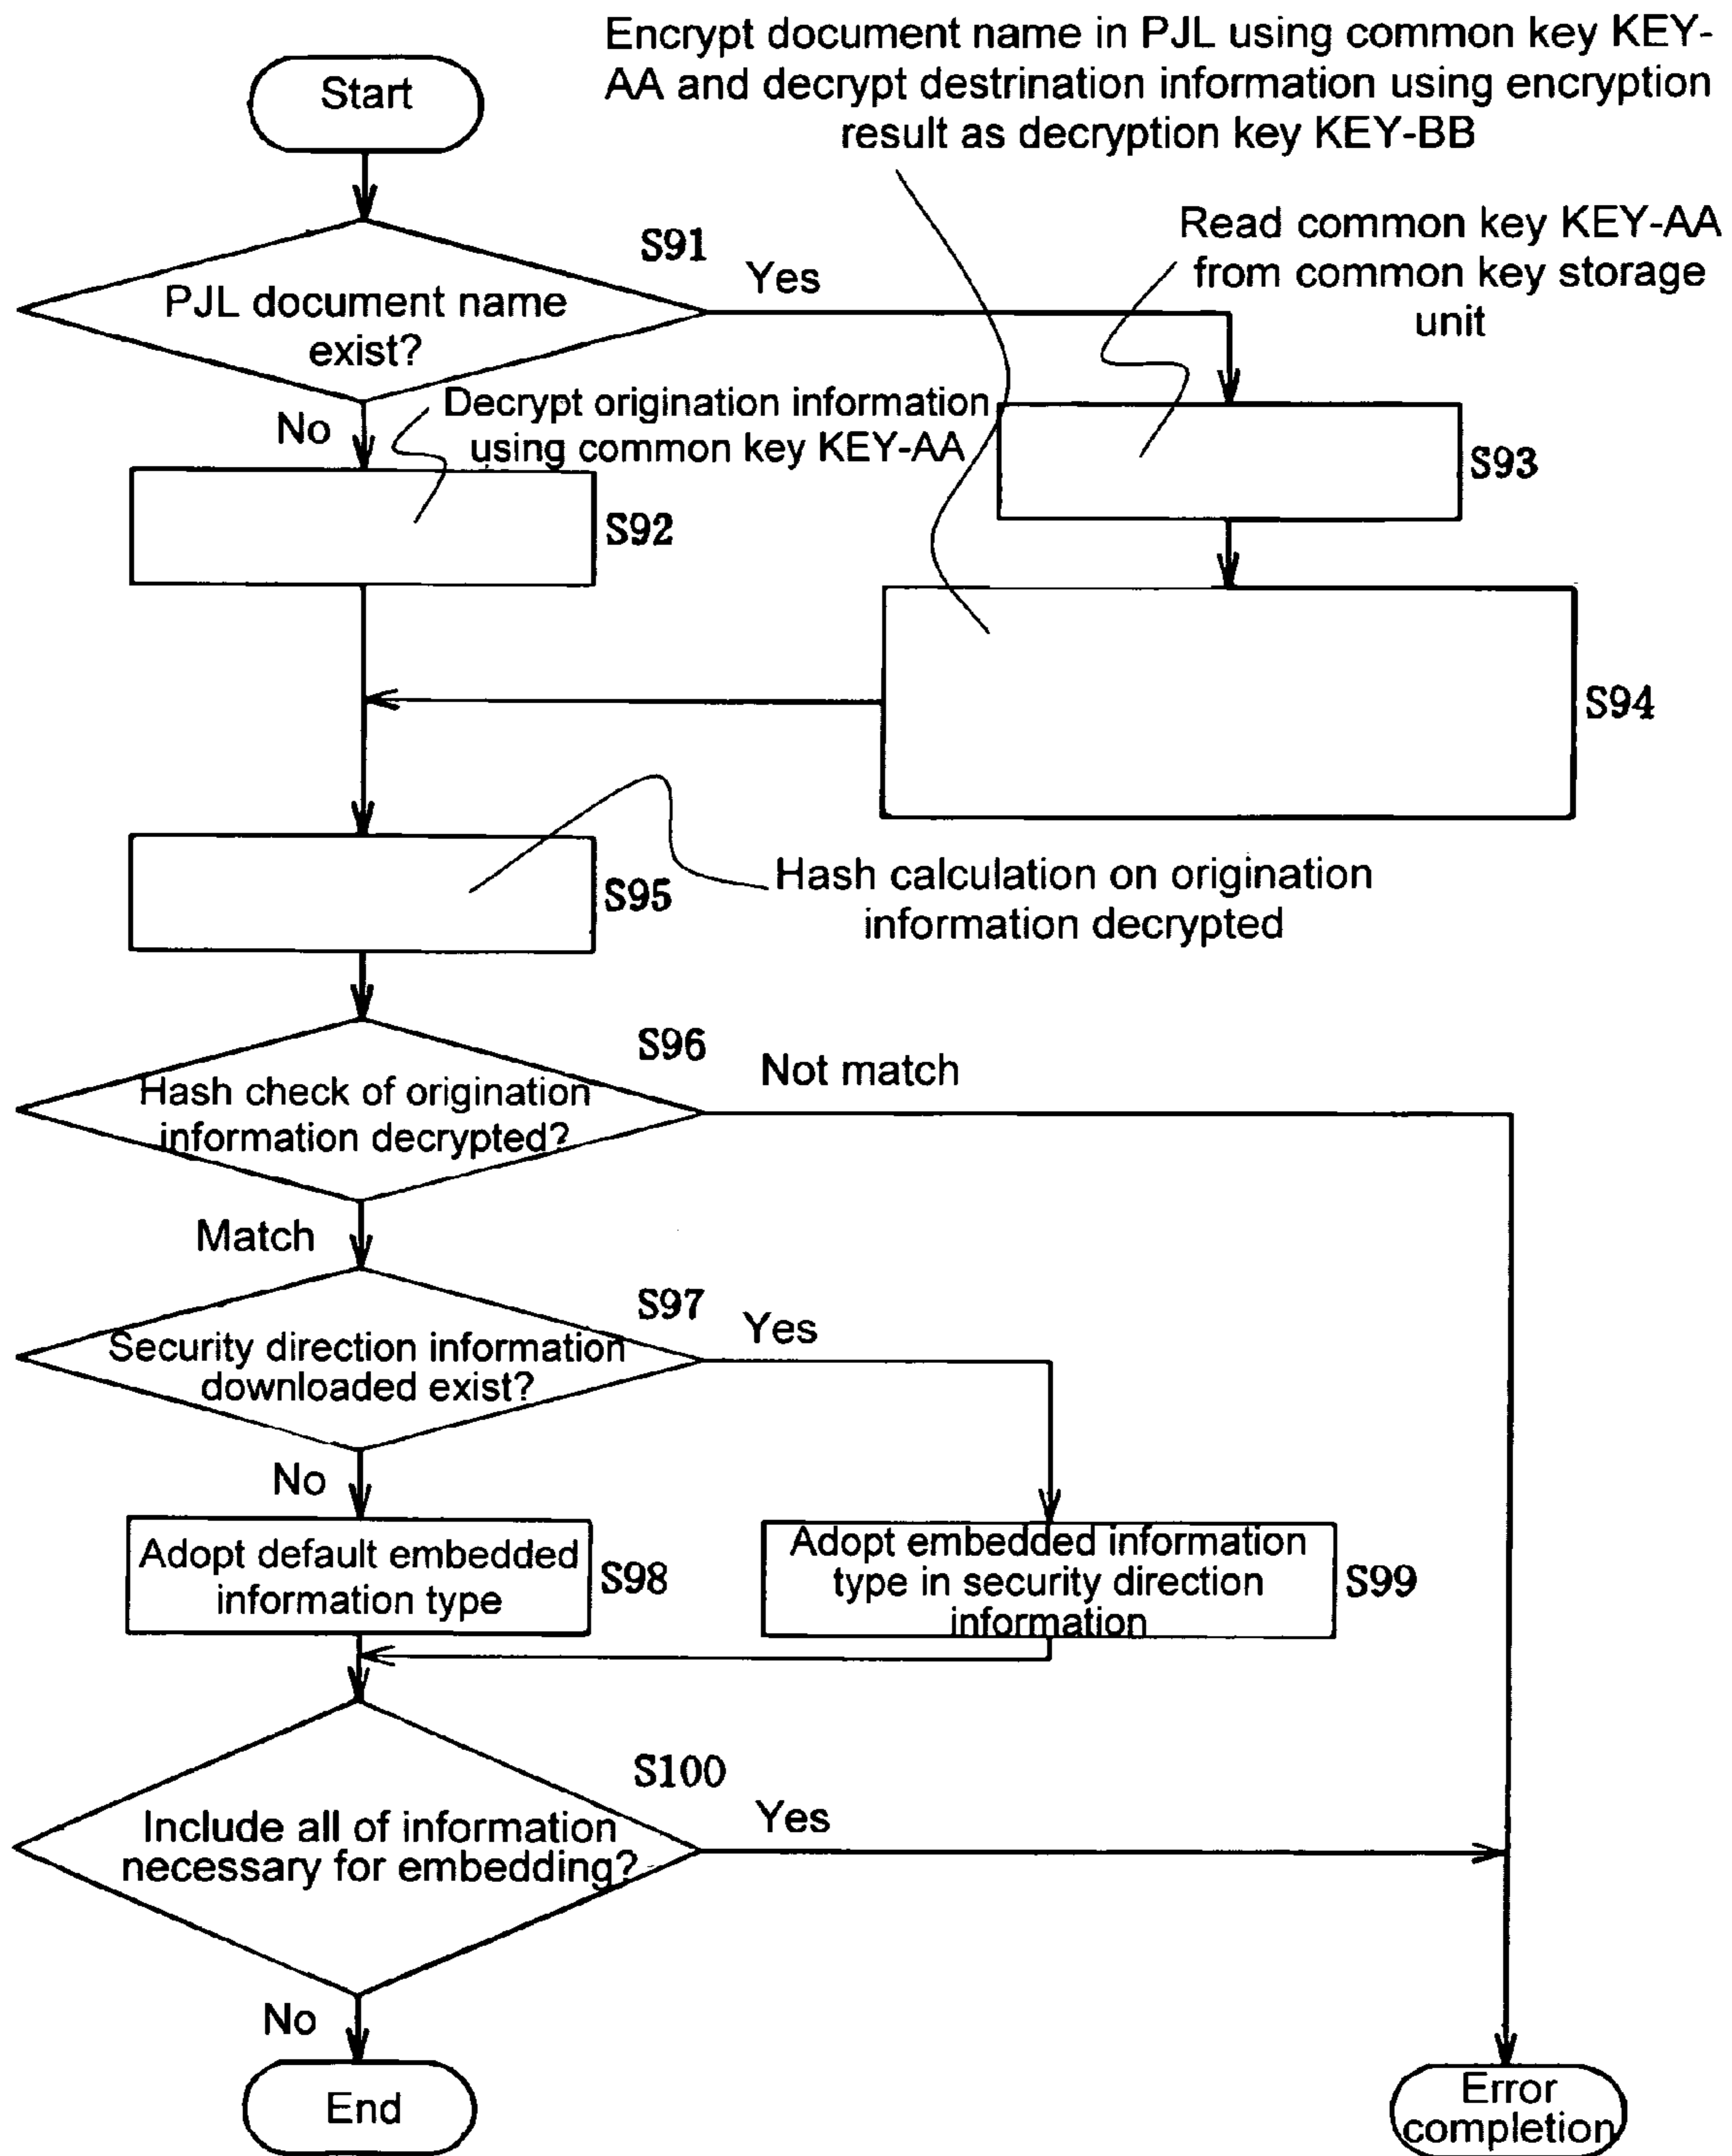 Encrypt document name in PJL using common key KEY-
AA and decrypt destrination information using encryption
result as decryption key KEY-BB
Start
Read common key KEY-AA
from common key storage
unit
S91
Yes
PJL document name
exist?
No
Decrypt origination information
using common key KEY-AA
S93
S92
S94
S95
Hash calculation on origination
information decrypted
S96
Not match
Hash check of origination
information decrypted?
Match
S97
Yes
Security direction information
downloaded exist?
No
Adopt default embedded
information type
S98
Adopt embedded information
type in security direction
information
S99
S100
Yes
Include all of information
necessary for embedding?
No
End
Error
completion